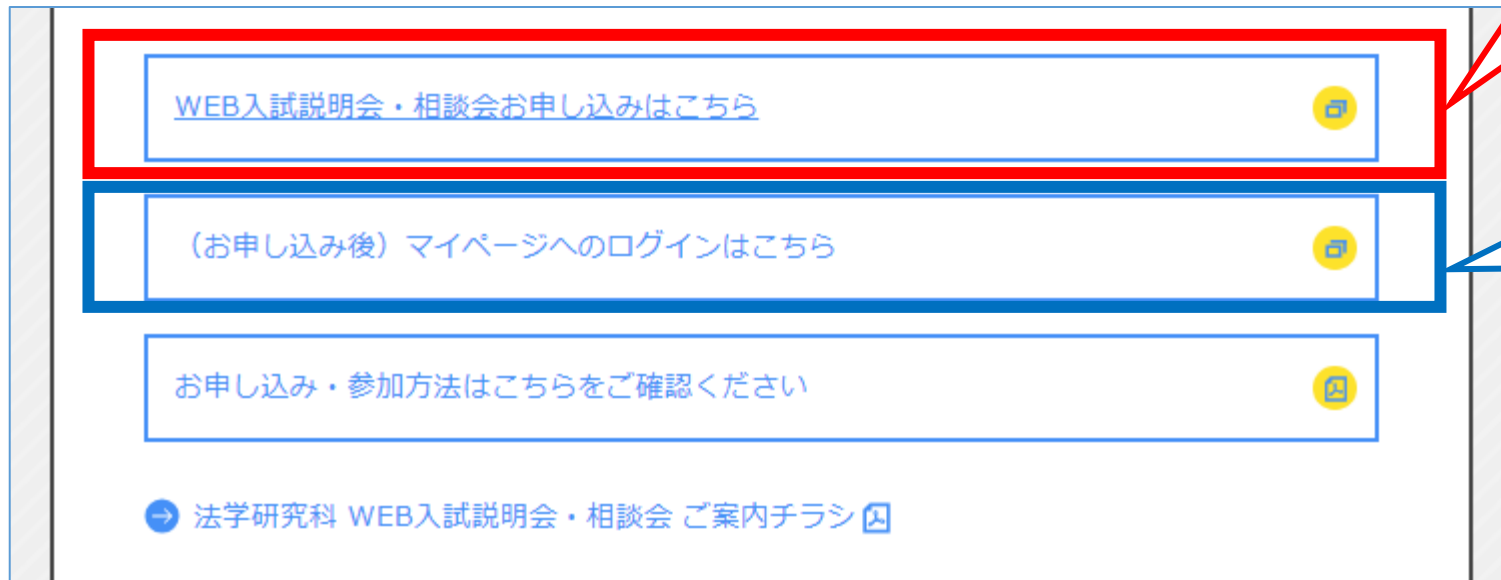 WEB入試説明会・相談会お申し込みはこちら
（お申し込み後）マイページへのログインはこちら
お申し込み・参加方法はこちらをご確認ください
法学研究科 WEB入試説明会・相談会 ご案内チラシ